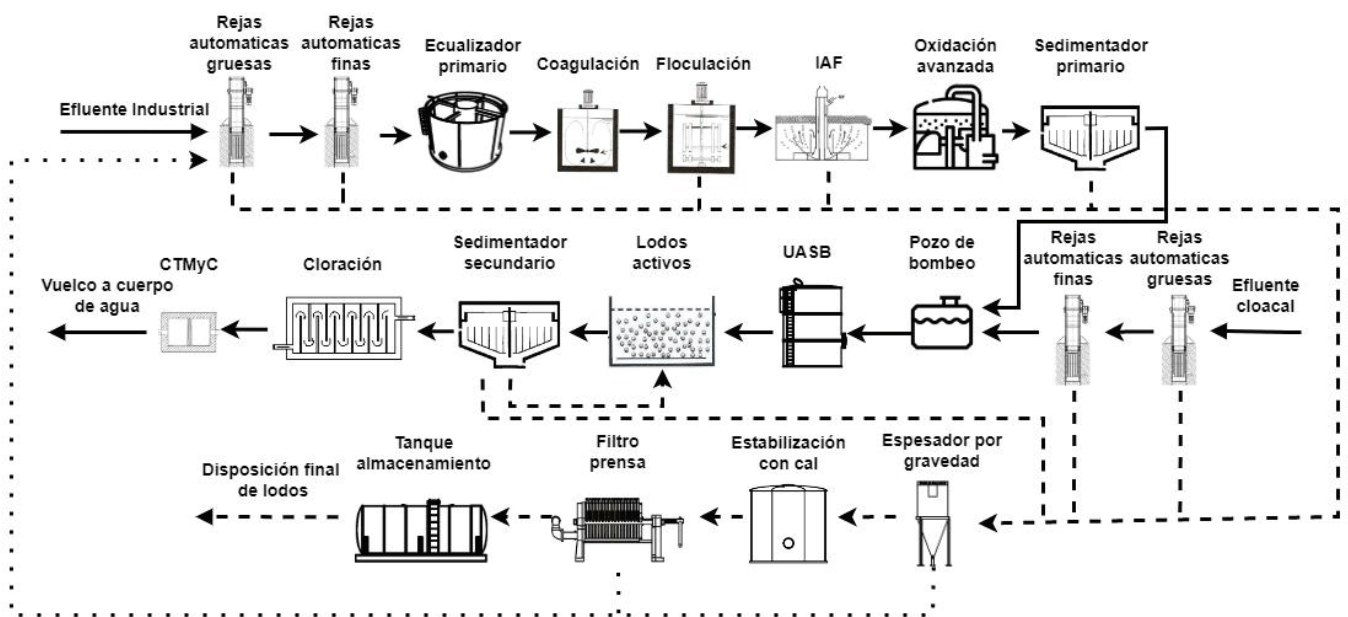 Rejas
automaticas
gruesas
Rejas
automaticas
finas
Ecualizador
primario
Coagulación
Floculación
IAF
Oxidación
avanzada
Sedimentador
primario
Efluente Industrial
CTMyC
Vuelco a cuerpo
de agua
Cloración
Sedimentador
secundario
Lodos
activos
UASB
Pozo de
bombeo
Rejas
automaticas
finas
Rejas
automaticas
gruesas
Efluente
cloacal
Disposición final
de lodos
Tanque
almacenamiento
Filtro
prensa
Estabilización
con cal
Espesador por
gravedad